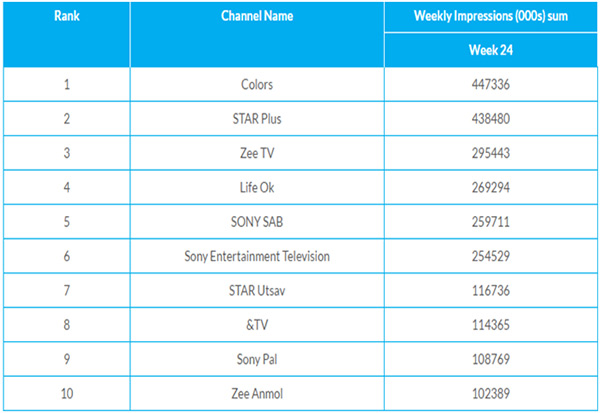 Rank Channel Name Weekly Impressions (000s) sum
Week 24
1 Colors 447336
2 STAR Plus 438480
3 Zee TV 295443
4 Life Ok 269294
5 SONY SAB 259711
6 Sony Entertainment Television 254529
7 STAR Utsav 116736
8 &TV 114365
9 Sony Pal 108769
10 Zee Anmol 102389